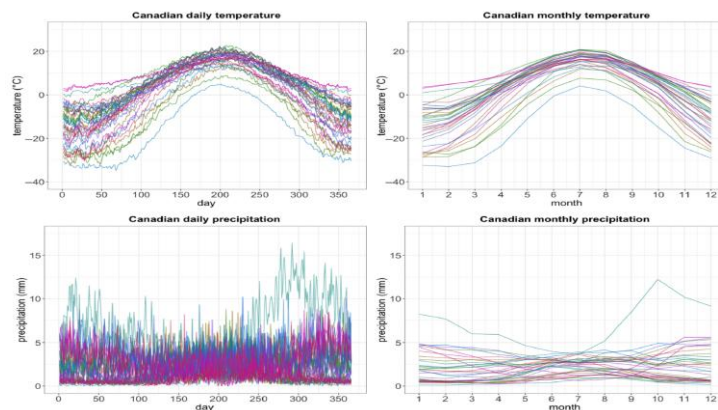 Canadian daily temperature
temperature (°C)
20
0
−20
−40
0 50 100 150 200 250 300 350
day
Canadian monthly temperature
temperature (°C)
20
0
−20
−40
1 2 3 4 5 6 7 8 9 10 11 12
month
Canadian daily precipitation
precipitation (mm)
15
10
5
0
0 50 100 150 200 250 300 350
day
Canadian monthly precipitation
precipitation (mm)
15
10
5
0
1 2 3 4 5 6 7 8 9 10 11 12
month